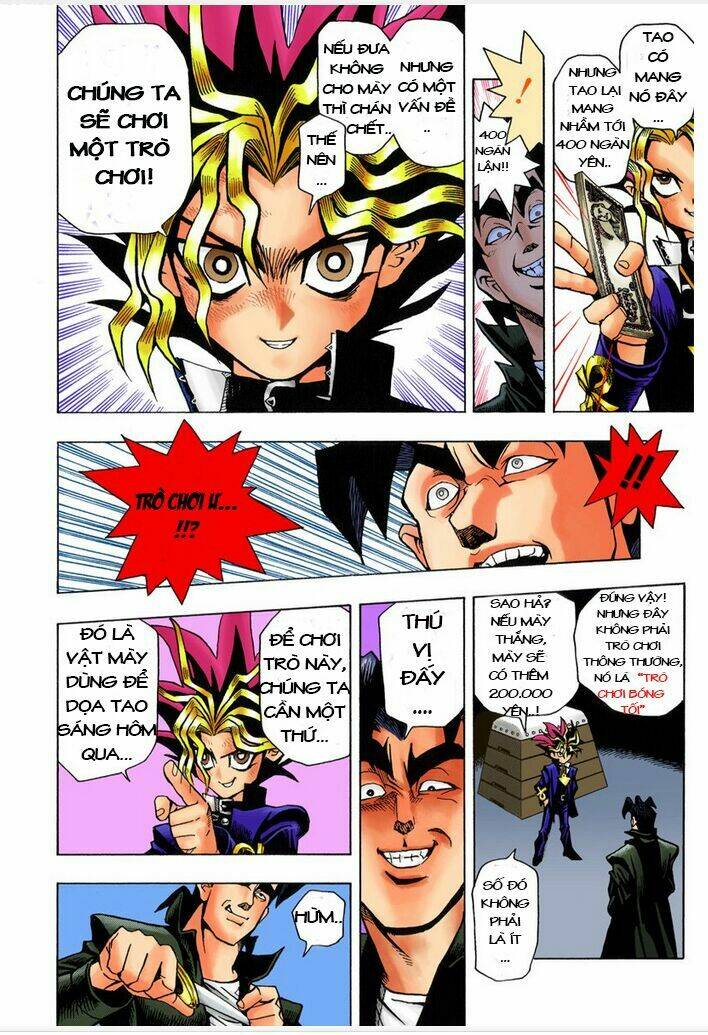 TAO
CÓ
MANG
NÓ ĐÂY
...
NHƯNG
TAO LẠI
MANG
NHẦM TỚI
400 NGÀN
YÊN..
!
400
NGÀN
LẬN!!
NHƯNG
CÓ MỘT
VẤN ĐỀ
..
NẾU ĐƯA
KHÔNG
CHO MÀY
THÌ CHÁN
CHẾT..
THẾ
NÊN
...
CHÚNG TA
SẼ CHƠI
MỘT TRÒ
CHƠI!
!!
TRÒ CHƠI Ư...
!!?
ĐÚNG VẬY!
NHƯNG ĐÂY
KHÔNG PHẢI
TRÒ CHƠI
THÔNG THƯỜNG,
NÓ LÀ "TRÒ
CHƠI BÓNG
TỐI"
SAO HẢ?
NẾU MÀY
THẮNG,
MÀY SẼ
CÓ THÊM
200.000
YÊN..!
SỐ ĐÓ
KHÔNG
PHẢI
LÀ ÍT
...
THÚ
VỊ
ĐẤY
....
ĐỂ CHƠI
TRÒ NÀY,
CHÚNG TA
CẦN MỘT
THỨ...
ĐÓ LÀ
VẬT MÀY
DÙNG ĐỂ
DỌA TAO
SÁNG HÔM
QUA...
HỪM..